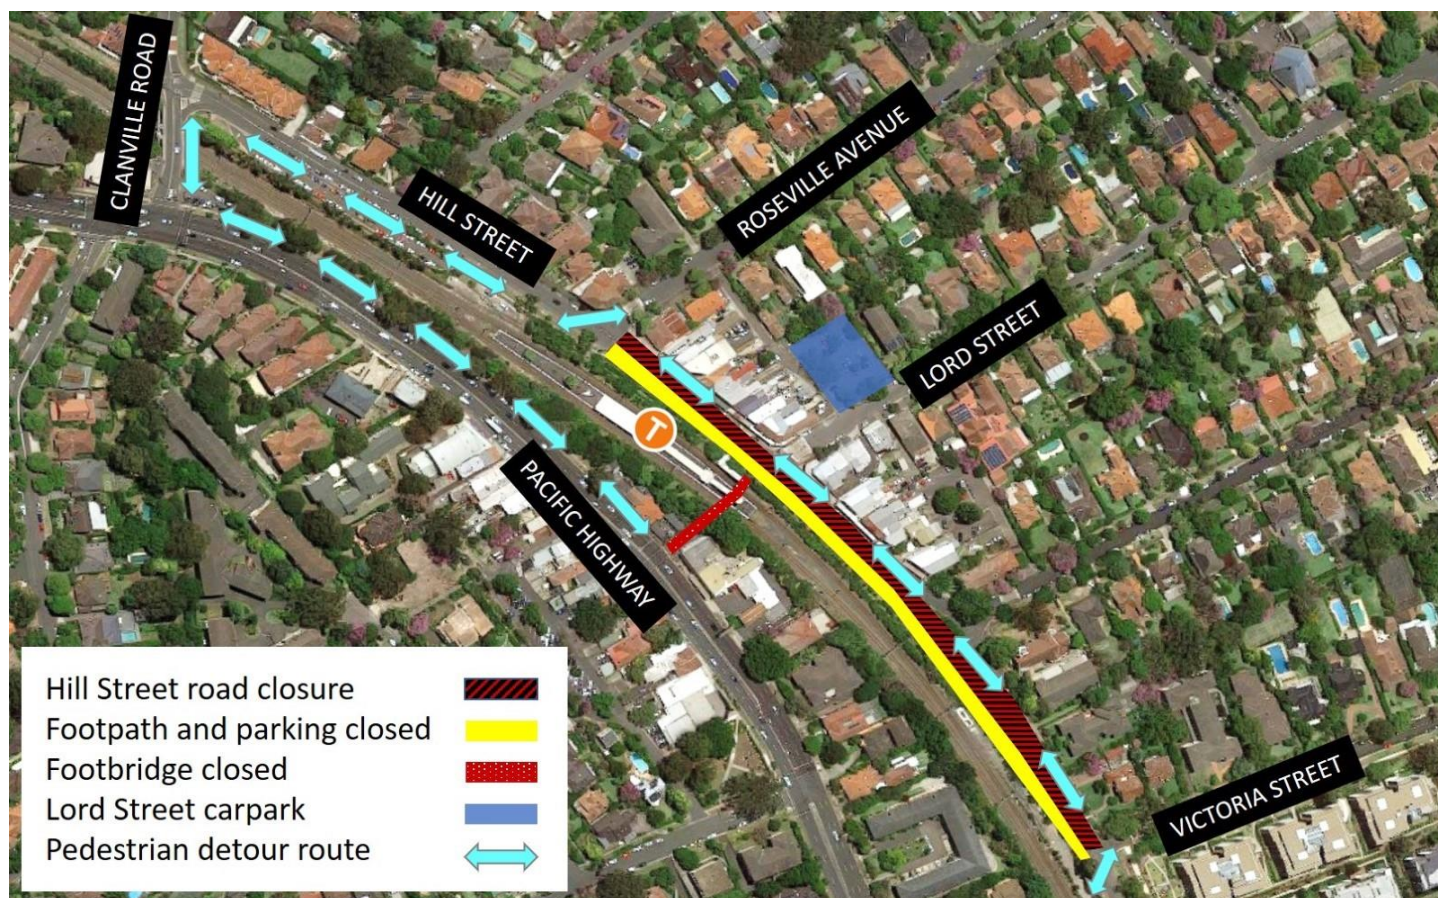 CLANVILLE ROAD
HILL STREET
ROSEVILLE AVENUE
LORD STREET
T
PACIFIC HIGHWAY
VICTORIA STREET
Hill Street road closure
Footpath and parking closed
Footbridge closed
Lord Street carpark
Pedestrian detour route